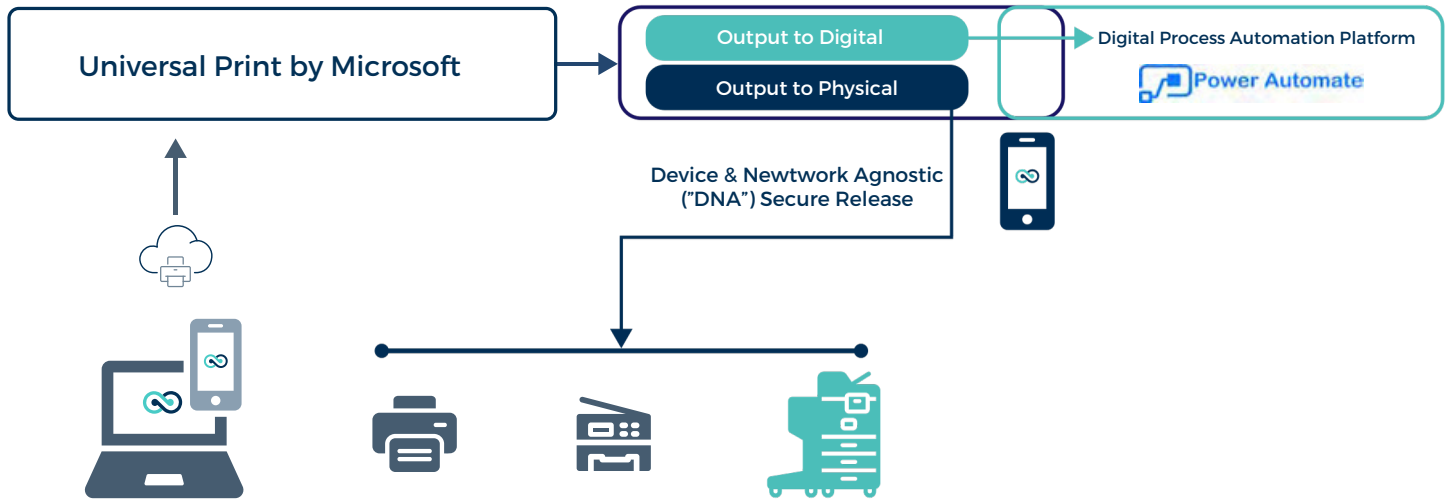 Universal Print by Microsoft
Output to Digital
Digital Process Automation Platform
Output to Physical
Power Automate
Device & Newtwork Agnostic
("DNA") Secure Release